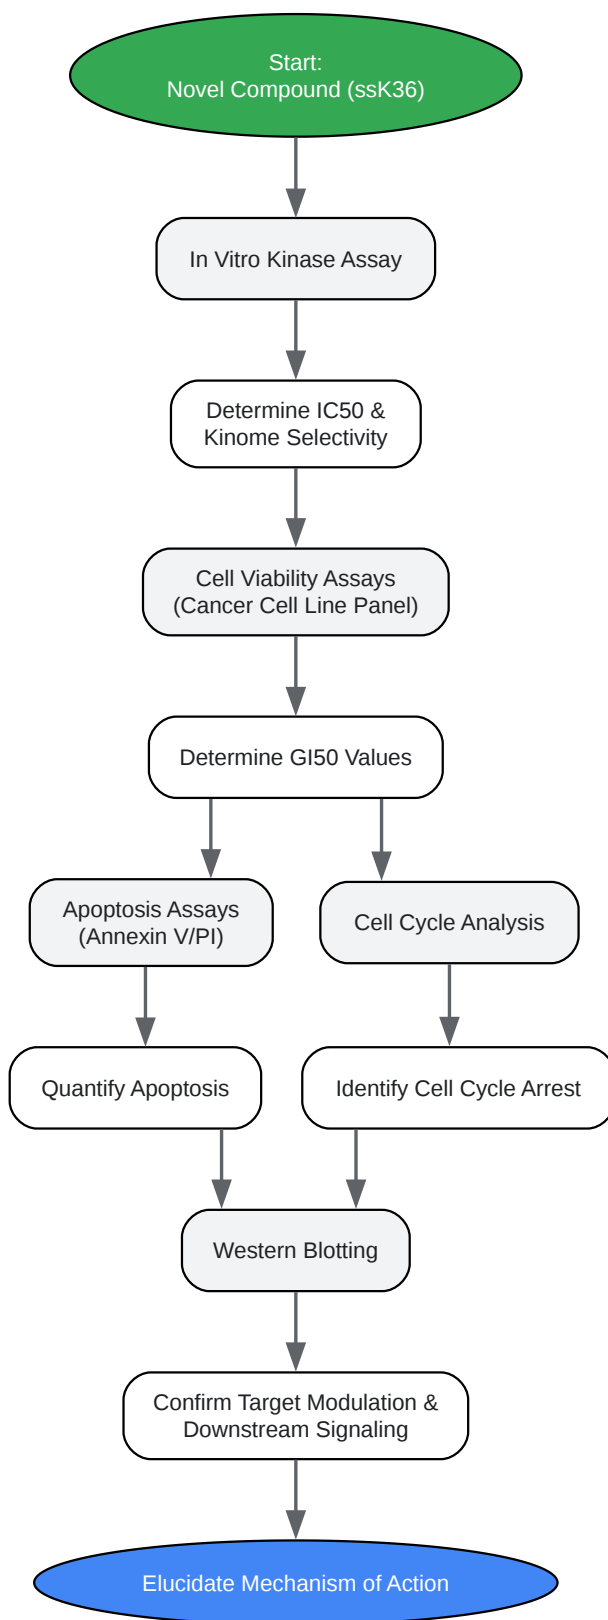 Start:
Novel Compound (ssK36)
In Vitro Kinase Assay
Determine IC50 &
Kinome Selectivity
Cell Viability Assays
(Cancer Cell Line Panel)
Determine GI50 Values
Apoptosis Assays
(Annexin V/PI)
Cell Cycle Analysis
Quantify Apoptosis
Identify Cell Cycle Arrest
Western Blotting
Confirm Target Modulation &
Downstream Signaling
Elucidate Mechanism of Action